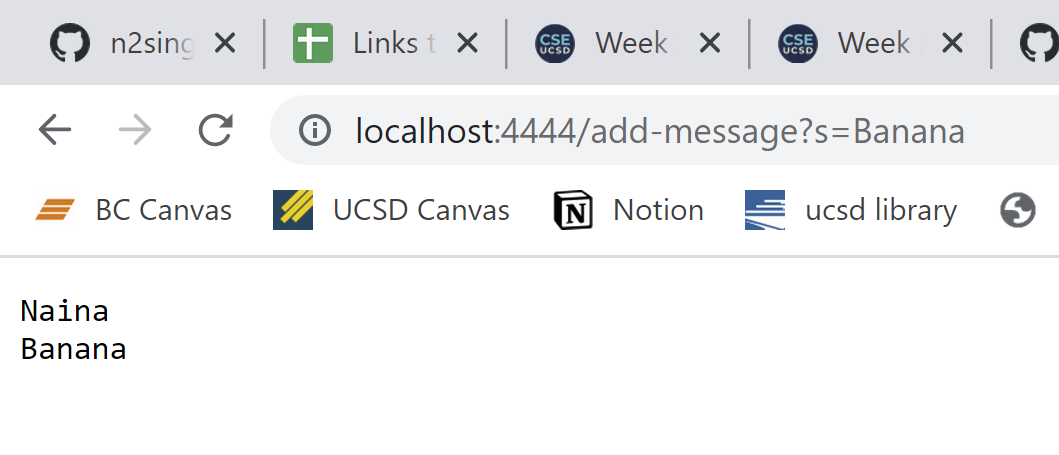 n2sing Links t CSE UCSD Week CSE UCSD Week
localhost:4444/add-message?s=Banana
BC Canvas UCSD Canvas N Notion ucsd library
Naina
Banana